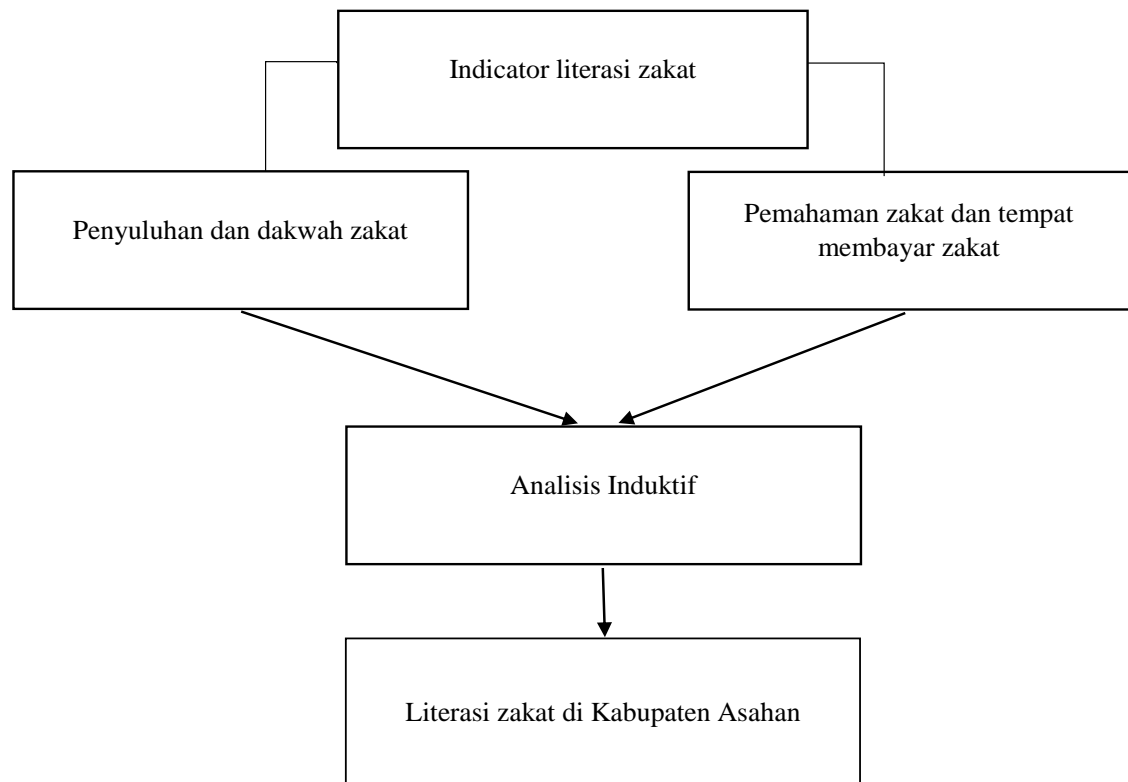 Indicator literasi zakat
Penyuluhan dan dakwah zakat
Pemahaman zakat dan tempat
membayar zakat
Analisis Induktif
Literasi zakat di Kabupaten Asahan